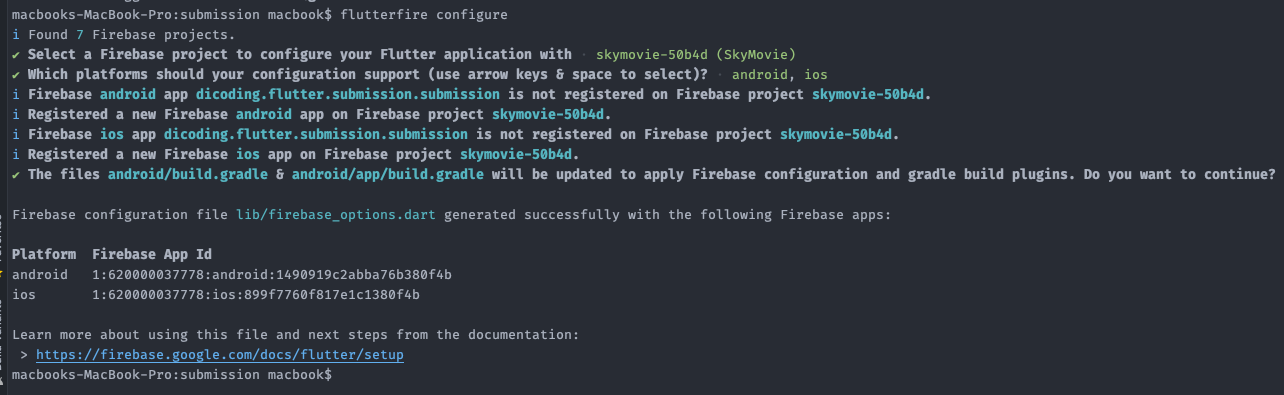 macbooks-MacBook-Pro:submission macbook$ flutterfire configure
i Found 7 Firebase projects.
✔ Select a Firebase project to configure your Flutter application with · skymovie-50b4d (SkyMovie)
✔ Which platforms should your configuration support (use arrow keys & space to select)? · android, ios
i Firebase android app dicoding.flutter.submission.submission is not registered on Firebase project skymovie-50b4d.
i Registered a new Firebase android app on Firebase project skymovie-50b4d.
i Firebase ios app dicoding.flutter.submission.submission is not registered on Firebase project skymovie-50b4d.
i Registered a new Firebase ios app on Firebase project skymovie-50b4d.
✔ The files android/build.gradle & android/app/build.gradle will be updated to apply Firebase configuration and gradle build plugins. Do you want to continue?
Firebase configuration file lib/firebase_options.dart generated successfully with the following Firebase apps:
Platform  Firebase App Id
android   1:620000037778:android:1490919c2abba76b380f4b
ios       1:620000037778:ios:899f7760f817e1c1380f4b
Learn more about using this file and next steps from the documentation:
> https://firebase.google.com/docs/flutter/setup
macbooks-MacBook-Pro:submission macbook$